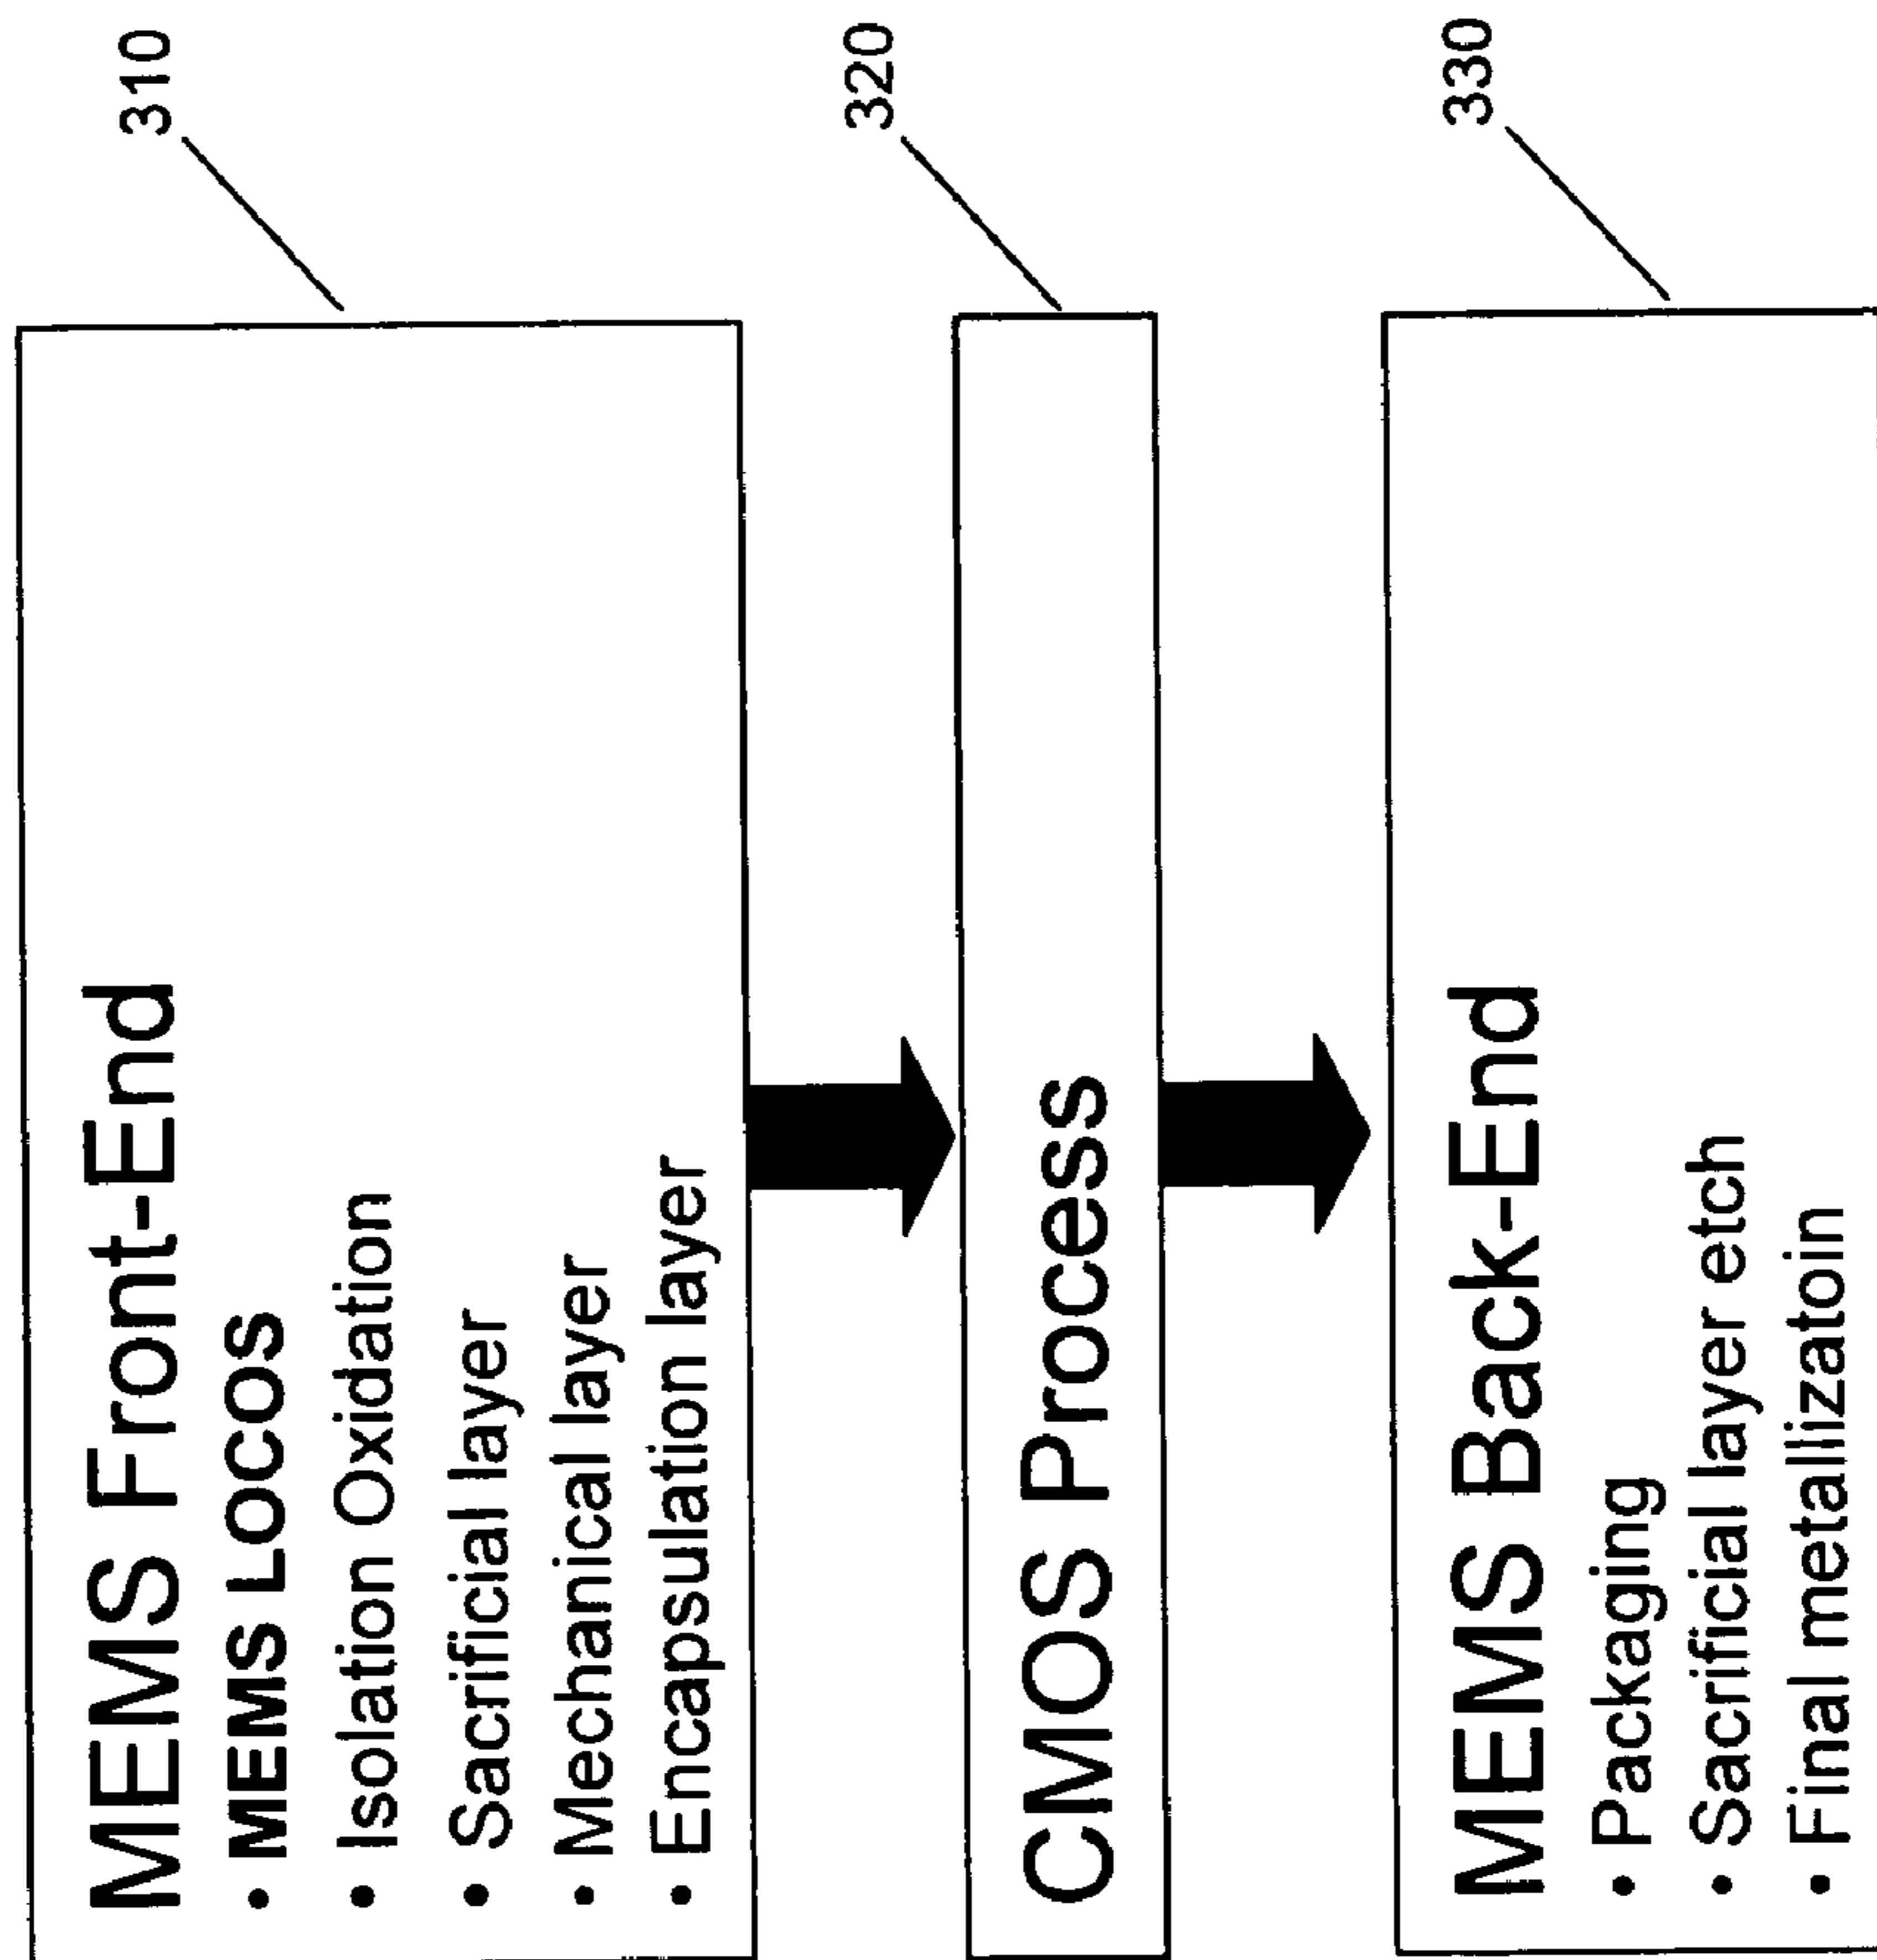 MEMS Front-End
• MEMS LOCOS
• Isolation Oxidation
• Sacrificial layer
• Mechanical layer
• Encapsulation layer
310
CMOS Process
320
MEMS Back-End
• Packaging
• Sacrificial layer etch
• Final metallizatoin
330